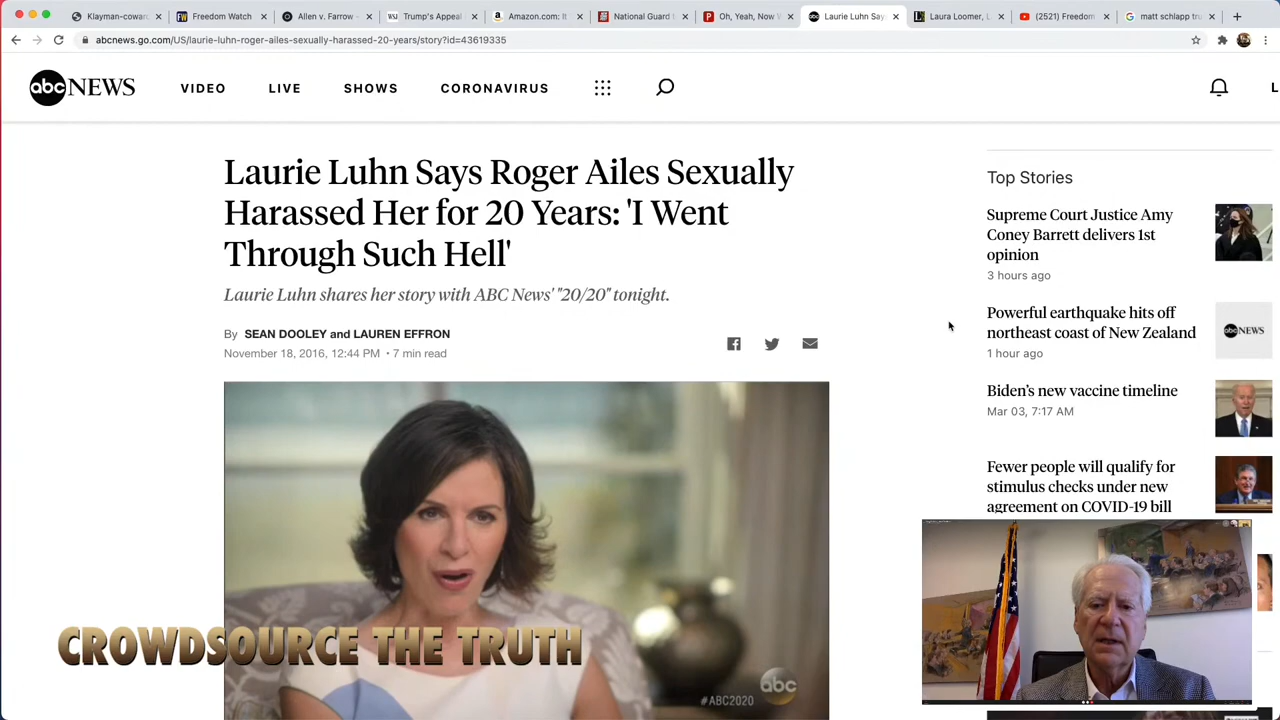 Klayman-cowan
Freedom Watch
Allen v. Farrow -
Trump's Appeal
Amazon.com: It
National Guard t
Oh, Yeah, Now
Laurie Luhn Say
Laura Loomer, L
(2521) Freedom
matt schlapp tru
abcnews.go.com/US/laurie-luhn-roger-ailes-sexually-harassed-20-years/story?id=43619335
abc NEWS
VIDEO
LIVE
SHOWS
CORONAVIRUS
L
Laurie Luhn Says Roger Ailes Sexually
Harassed Her for 20 Years: 'I Went
Through Such Hell'
Laurie Luhn shares her story with ABC News' "20/20" tonight.
By SEAN DOOLEY and LAUREN EFFRON
November 18, 2016, 12:44 PM • 7 min read
Top Stories
Supreme Court Justice Amy
Coney Barrett delivers 1st
opinion
3 hours ago
Powerful earthquake hits off
northeast coast of New Zealand
1 hour ago
abc NEWS
Biden's new vaccine timeline
Mar 03, 7:17 AM
Fewer people will qualify for
stimulus checks under new
agreement on COVID-19 bill
CROWDSOURCE THE TRUTH
abc
#ABC2020